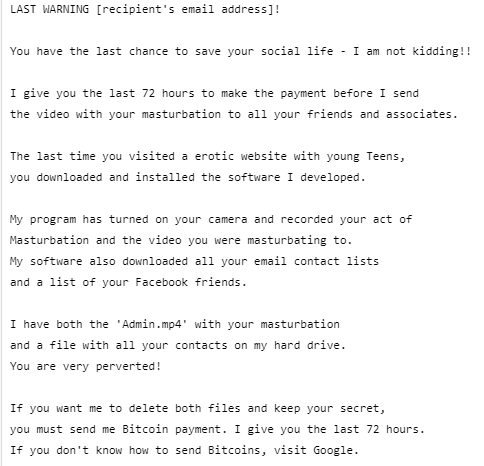 LAST WARNING [recipient's email address]!
You have the last chance to save your social life - I am not kidding!!
I give you the last 72 hours to make the payment before I send
the video with your masturbation to all your friends and associates.
The last time you visited a erotic website with young Teens,
you downloaded and installed the software I developed.
My program has turned on your camera and recorded your act of
Masturbation and the video you were masturbating to.
My software also downloaded all your email contact lists
and a list of your Facebook friends.
I have both the 'Admin.mp4' with your masturbation
and a file with all your contacts on my hard drive.
You are very perverted!
If you want me to delete both files and keep your secret,
you must send me Bitcoin payment. I give you the last 72 hours.
If you don't know how to send Bitcoins, visit Google.